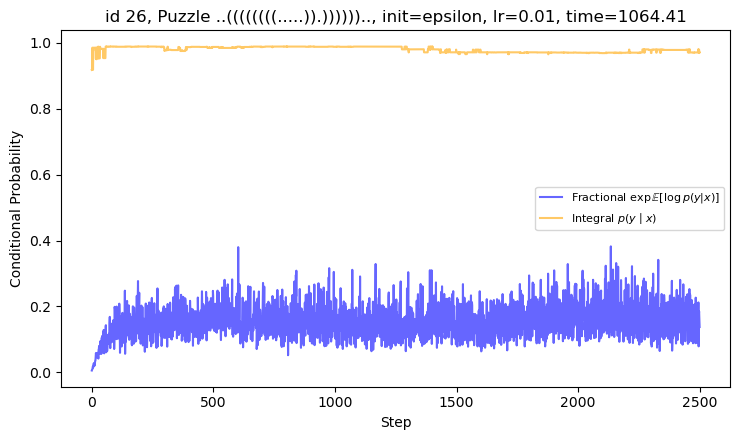 id 26, Puzzle ..((((((((.....)).)))))).., init=epsilon, lr=0.01, time=1064.41
1.0
0.8
0.6
0.4
0.2
0.0
Conditional Probability
Fractional exp𝔼[log p(y|x)]
Integral p(y | x)
0
500
1000
1500
2000
2500
Step